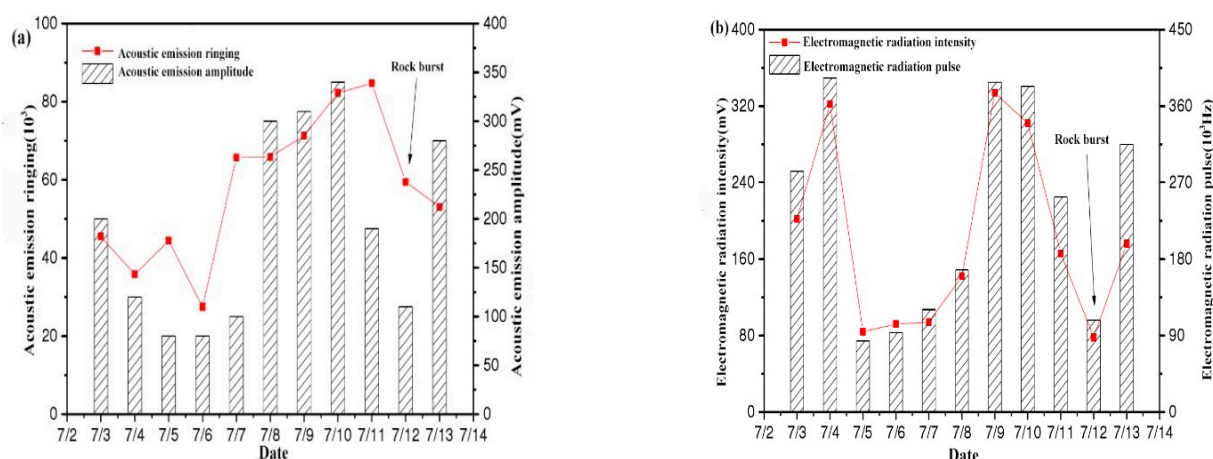 (a)
Acoustic emission ringing
Acoustic emission amplitude
Rock burst
Acoustic emission ringing(10³)
100
80
60
40
20
0
Acoustic emission amplitude(mV)
400
350
300
250
200
150
100
50
0
7/2 7/3 7/4 7/5 7/6 7/7 7/8 7/9 7/10 7/11 7/12 7/13 7/14
Date
(b)
Electromagnetic radiation intensity
Electromagnetic radiation pulse
Rock burst
Electromagnetic radiation intensity(mV)
400
320
240
160
80
0
Electromagnetic radiation pulse(10³Hz)
450
360
270
180
90
0
7/2 7/3 7/4 7/5 7/6 7/7 7/8 7/9 7/10 7/11 7/12 7/13 7/14
Date